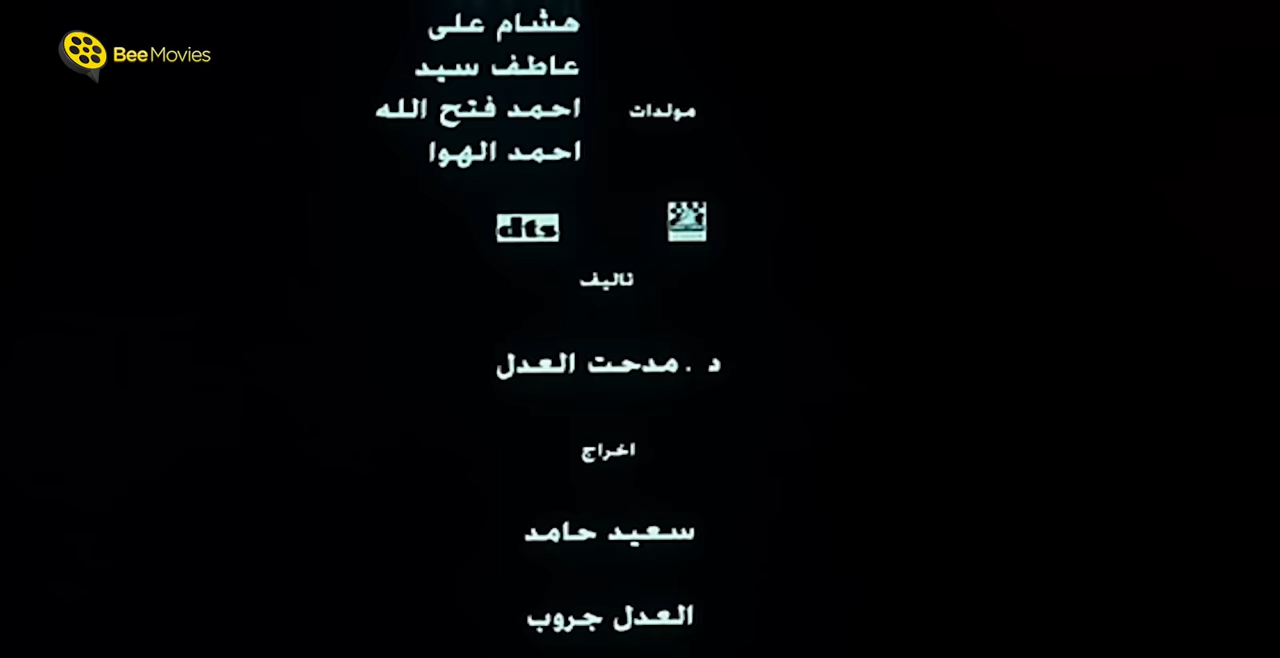 BeeMovies
هشام على
عاطف سيد
مولدات احمد فتح الله
احمد الهوا
dts
تاليف
د . مدحت العدل
اخراج
سعيد حامد
العدل جروب